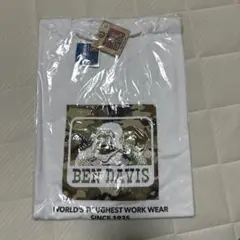 BEN DAVIS
WORLD'S TOUGHEST WORK WEAR
SINCE 1935